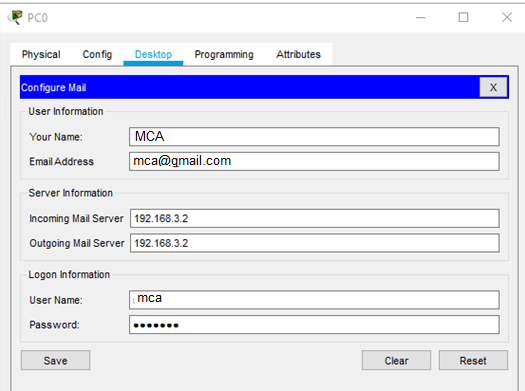 PC0
Physical Config Desktop Programming Attributes
Configure Mail X
User Information
Your Name: MCA
Email Address mca@gmail.com
Server Information
Incoming Mail Server 192.168.3.2
Outgoing Mail Server 192.168.3.2
Logon Information
User Name: mca
Password: •••••••
Save Clear Reset